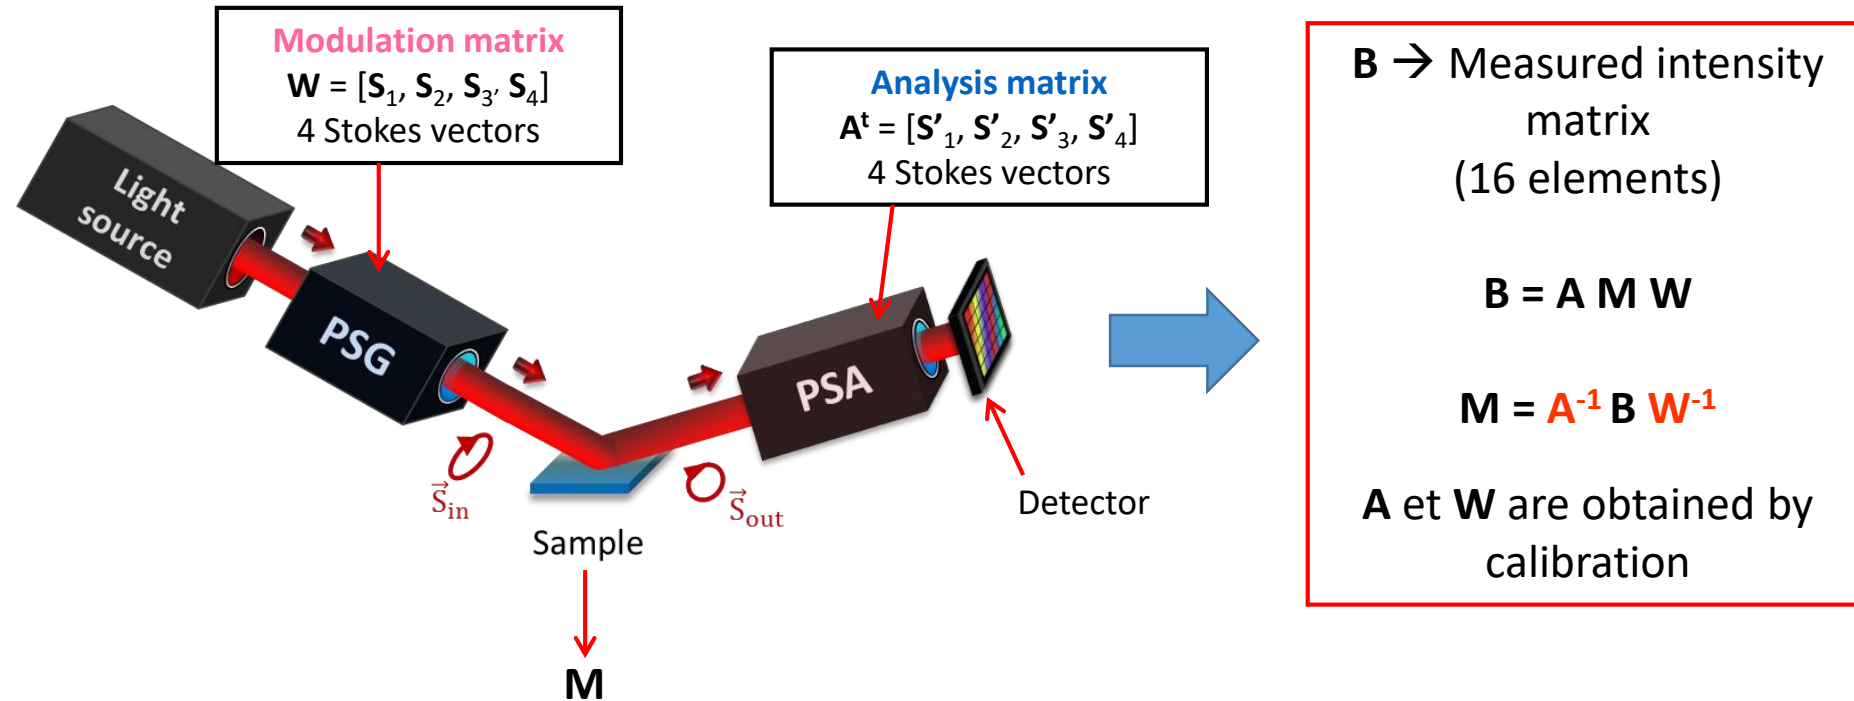 Modulation matrix
W = [S1, S2, S3, S4]
4 Stokes vectors
Analysis matrix
At = [S’1, S’2, S’3, S’4]
4 Stokes vectors
Light
source
PSG
PSA
S⃗in
S⃗out
Sample
M
Detector
B → Measured intensity
matrix
(16 elements)
B = A M W
M = A-1 B W-1
A et W are obtained by
calibration